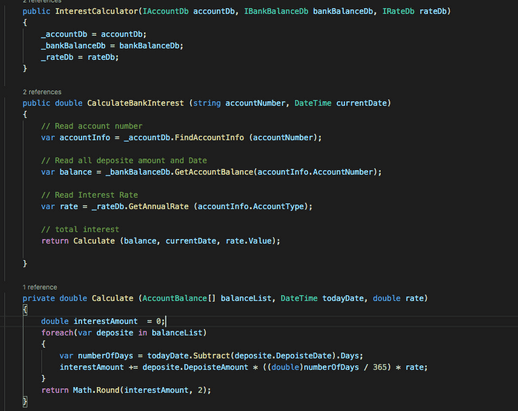 2 references
public InterestCalculator(IAccountDb accountDb, IBankBalanceDb bankBalanceDb, IRateDb rateDb)
{
_accountDb = accountDb;
_bankBalanceDb = bankBalanceDb;
_rateDb = rateDb;
}
2 references
public double CalculateBankInterest (string accountNumber, DateTime currentDate)
{
// Read account number
var accountInfo = _accountDb.FindAccountInfo (accountNumber);
// Read all deposite amount and Date
var balance = _bankBalanceDb.GetAccountBalance(accountInfo.AccountNumber);
// Read Interest Rate
var rate = _rateDb.GetAnnualRate (accountInfo.AccountType);
// total interest
return Calculate (balance, currentDate, rate.Value);
}
1 reference
private double Calculate (AccountBalance[] balanceList, DateTime todayDate, double rate)
{
double interestAmount = 0;
foreach(var deposite in balanceList)
{
var numberOfDays = todayDate.Subtract(deposite.DepoisteDate).Days;
interestAmount += deposite.DepoisteAmount * ((double)numberOfDays / 365) * rate;
}
return Math.Round(interestAmount, 2);
}